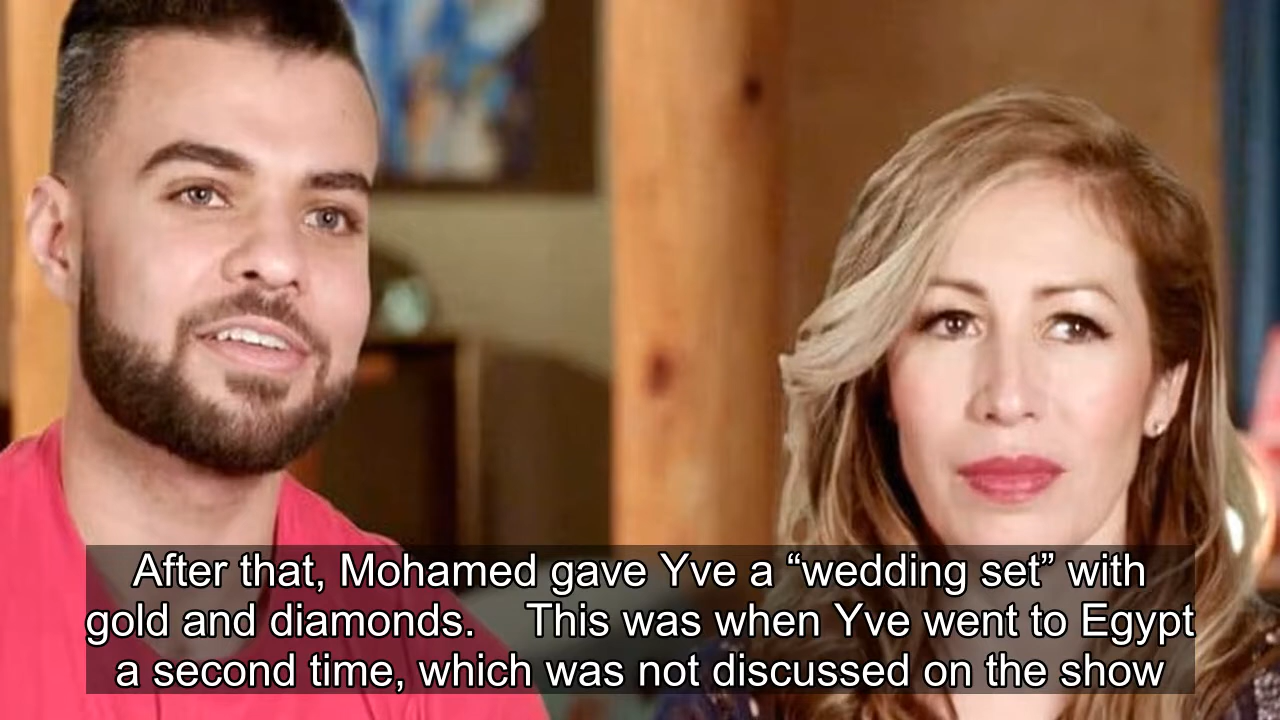 After that, Mohamed gave Yve a “wedding set” with
gold and diamonds. This was when Yve went to Egypt
a second time, which was not discussed on the show